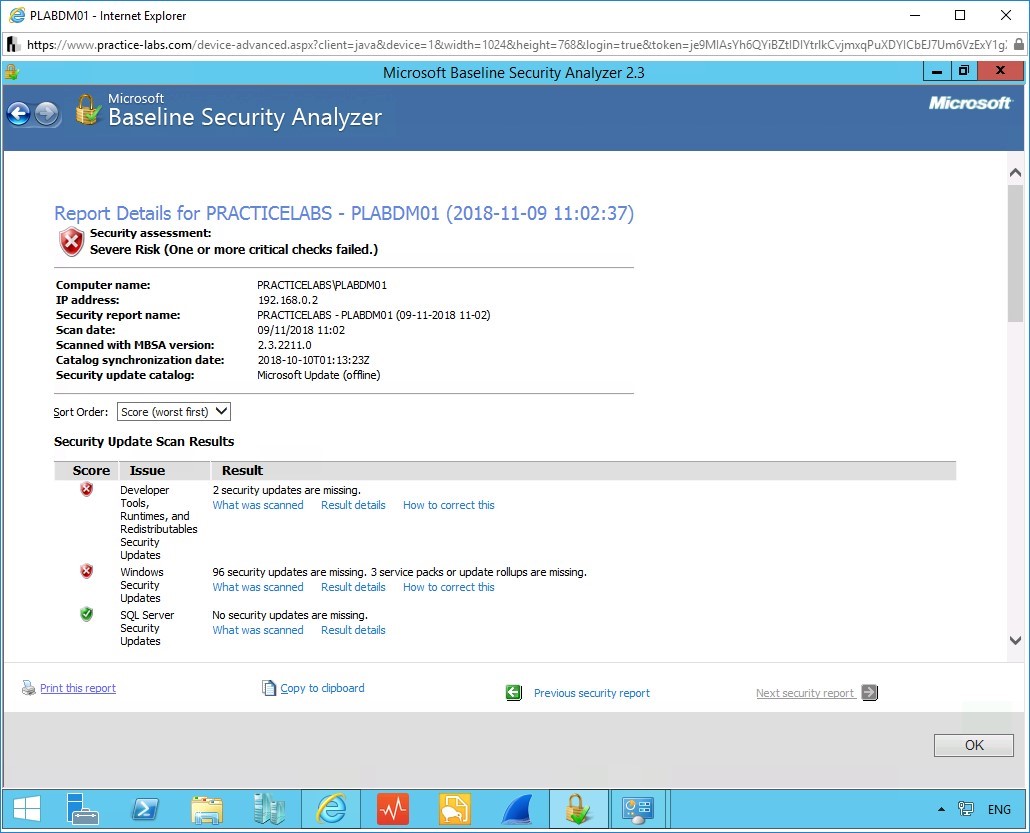 PLABDM01 - Internet Explorer
https://www.practice-labs.com/device-advanced.aspx?client=java&device=1&width=1024&height=768&login=true&token=
Microsoft Baseline Security Analyzer 2.3
Microsoft
Baseline Security Analyzer
Microsoft
Report Details for PRACTICELABS - PLABDM01 (2018-11-09 11:02:37)
Security assessment:
Severe Risk (One or more critical checks failed.)
Computer name: PRACTICELABS\PLABDM01
IP address: 192.168.0.2
Security report name: PRACTICELABS - PLABDM01 (09-11-2018 11-02)
Scan date: 09/11/2018 11:02
Scanned with MBSA version: 2.3.2211.0
Catalog synchronization date: 2018-10-10T01:13:23Z
Security update catalog: Microsoft Update (offline)
Sort Order: Score (worst first)
Security Update Scan Results
Score Issue Result
Developer 2 security updates are missing.
Tools, What was scanned Result details How to correct this
Runtimes, and
Redistributables
Security
Updates
Windows 96 security updates are missing. 3 service packs or update rollups are missing.
Security What was scanned Result details How to correct this
Updates
SQL Server No security updates are missing.
Security What was scanned Result details
Updates
Print this report Copy to clipboard Previous security report Next security report
OK
ENG